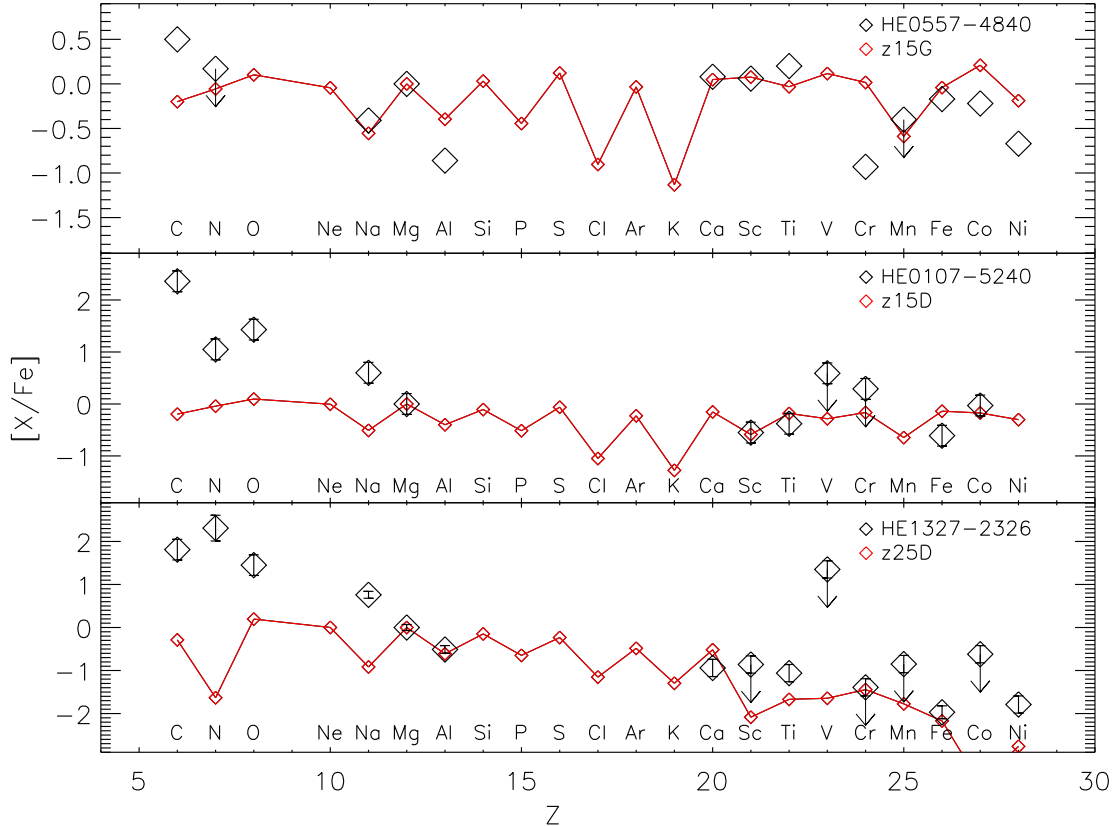 HE0557−4840
z15G
0.5
0.0
−0.5
−1.0
−1.5
C N O Ne Na Mg Al Si P S Cl Ar K Ca Sc Ti V Cr Mn Fe Co Ni
HE0107−5240
z15D
2
1
0
−1
[X/Fe]
C N O Ne Na Mg Al Si P S Cl Ar K Ca Sc Ti V Cr Mn Fe Co Ni
HE1327−2326
z25D
2
1
0
−1
−2
C N O Ne Na Mg Al Si P S Cl Ar K Ca Sc Ti V Cr Mn Fe Co Ni
5 10 15 20 25 30
Z